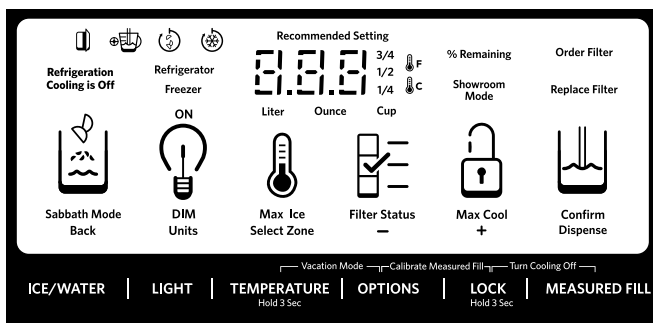 Recommended Setting
8.8.8
3/4
1/2
1/4
F
C
% Remaining
Order Filter
Refrigeration
Cooling is Off
Refrigerator
Freezer
Showroom
Mode
Replace Filter
ON
Liter Ounce Cup
Sabbath Mode
Back
DIM
Units
Max Ice
Select Zone
Filter Status
–
Max Cool
+
Confirm
Dispense
Vacation Mode
Calibrate Measured Fill
Turn Cooling Off
ICE/WATER | LIGHT | TEMPERATURE | OPTIONS | LOCK | MEASURED FILL
Hold 3 Sec
Hold 3 Sec